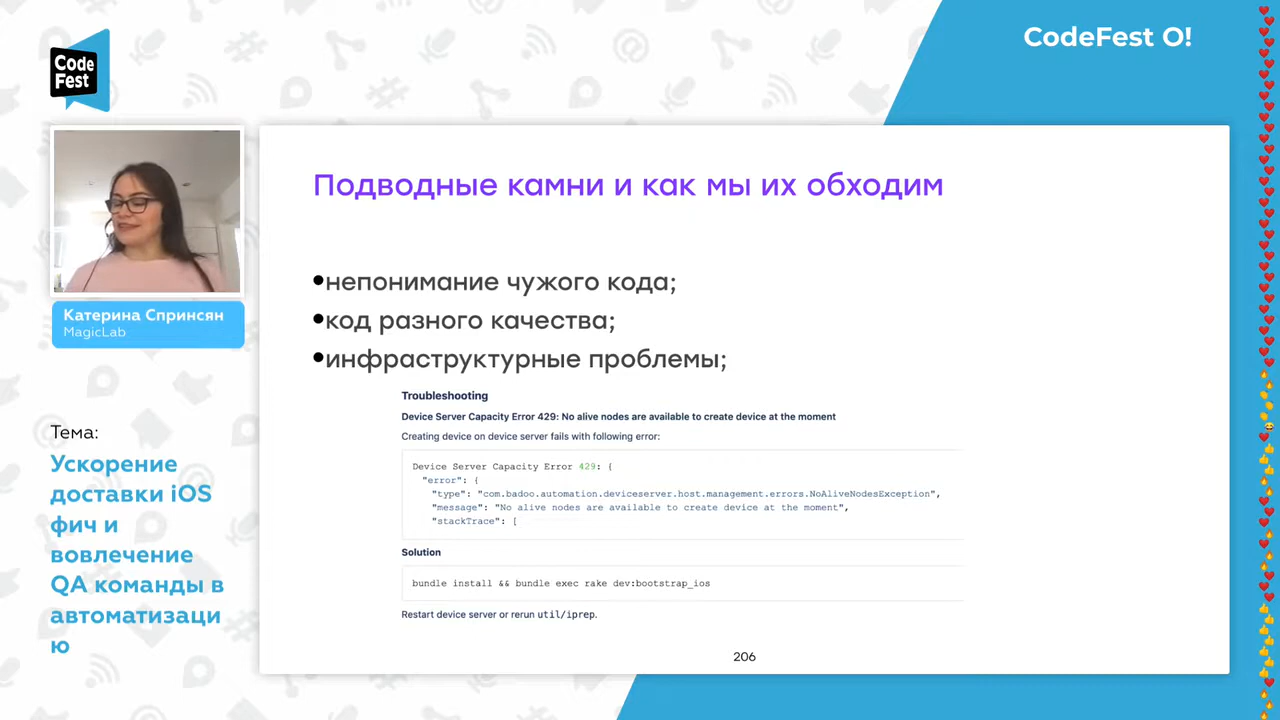 Code
Fest
CodeFest О!
Катерина Спринсян
MagicLab
Тема:
Ускорение
доставки iOS
фич и
вовлечение
QA команды в
автоматизаци
ю
Подводные камни и как мы их обходим
•непонимание чужого кода;
•код разного качества;
•инфраструктурные проблемы;
Troubleshooting
Device Server Capacity Error 429: No alive nodes are available to create device at the moment
Creating device on device server fails with following error:
Device Server Capacity Error 429: {
"error": {
"type": "com.badoo.automation.deviceserver.host.management.errors.NoAliveNodesException",
"message": "No alive nodes are available to create device at the moment",
"stackTrace": [
Solution
bundle install && bundle exec rake dev:bootstrap_ios
Restart device server or rerun util/iprep.
206